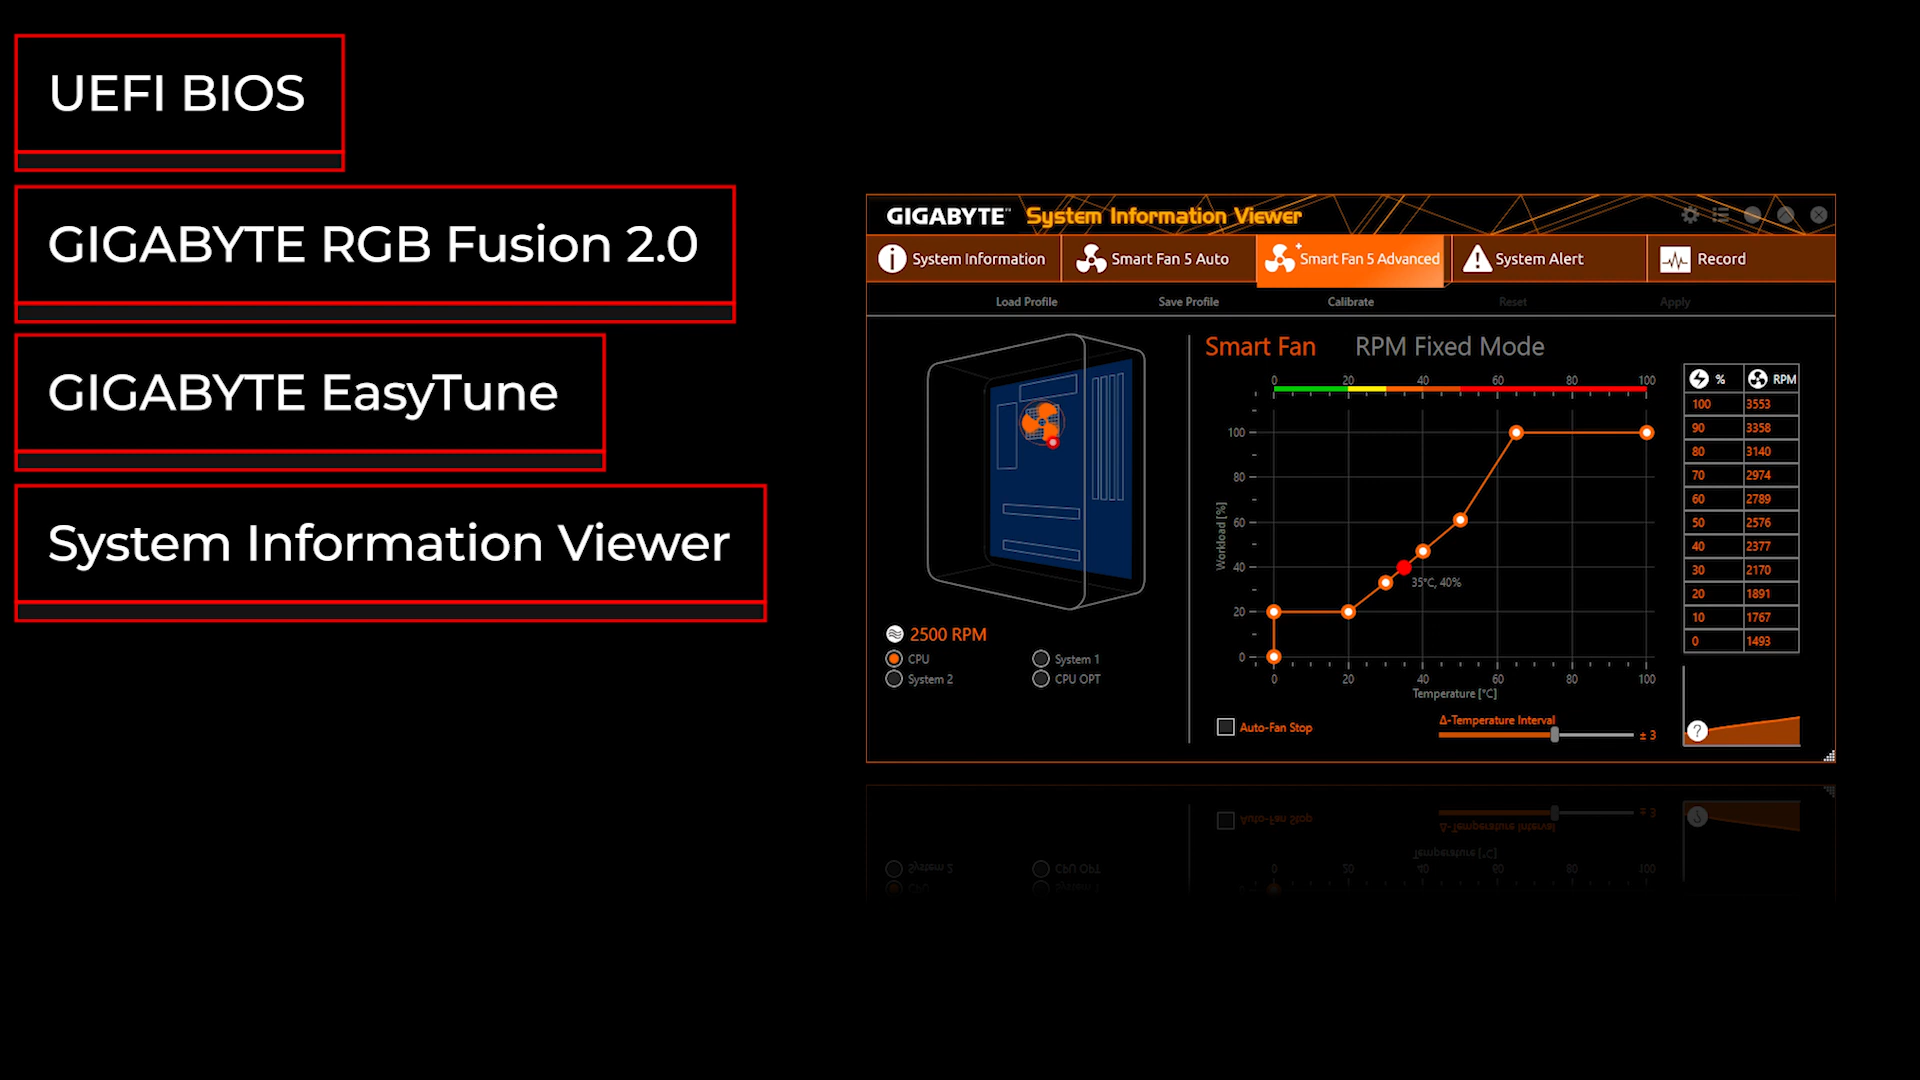 UEFI BIOS
GIGABYTE RGB Fusion 2.0
GIGABYTE EasyTune
System Information Viewer
GIGABYTE™ System Information Viewer
System Information Smart Fan 5 Auto Smart Fan 5 Advanced System Alert Record
Load Profile Save Profile Calibrate Reset Apply
Smart Fan RPM Fixed Mode
0 20 40 60 80 100
100
80
60
40
20
0
Workload [%]
35°C, 40%
0 20 40 60 80 100
Temperature [°C]
% RPM
100 3553
90 3358
80 3140
70 2974
60 2789
50 2576
40 2377
30 2170
20 1891
10 1767
0 1493
2500 RPM
CPU System 1
System 2 CPU OPT
Auto-Fan Stop
Δ-Temperature Interval
± 3
?